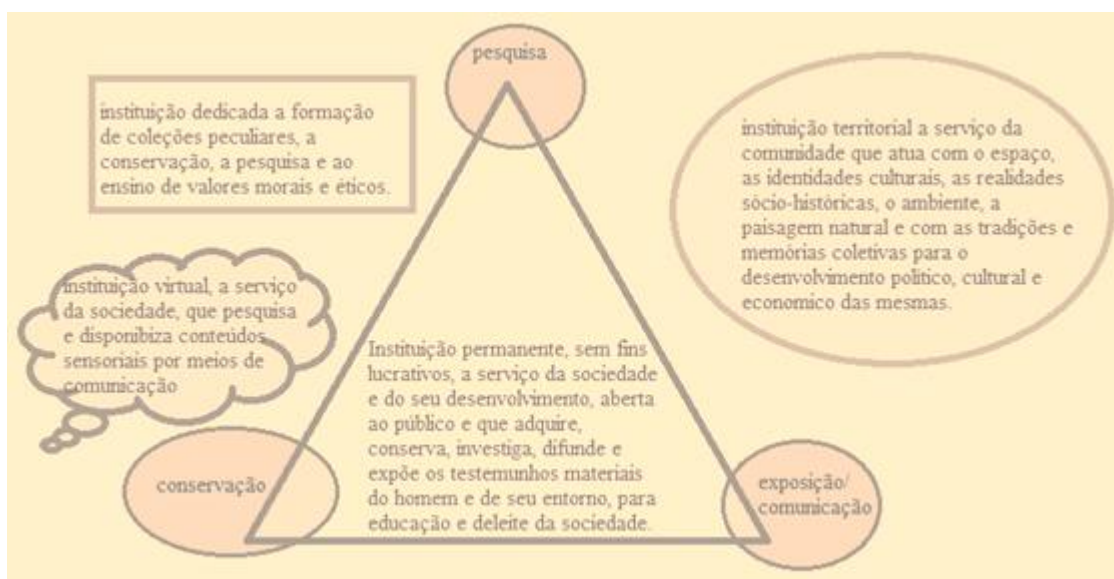 pesquisa
instituição dedicada a formação
de coleções peculiares, a
conservação, a pesquisa e ao
ensino de valores morais e éticos.
instituição territorial a serviço da
comunidade que atua com o espaço,
as identidades culturais, as realidades
sócio-históricas, o ambiente, a
paisagem natural e com as tradições e
memórias coletivas para o
desenvolvimento político, cultural e
economico das mesmas.
instituição virtual, a serviço
da sociedade, que pesquisa
e disponibiza conteúdos
sensoriais por meios de
comunicação
Instituição permanente, sem fins
lucrativos, a serviço da sociedade
e do seu desenvolvimento, aberta
ao público e que adquire,
conserva, investiga, difunde e
expõe os testemunhos materiais
do homem e de seu entorno, para
educação e deleite da sociedade.
conservação
exposição/
comunicação